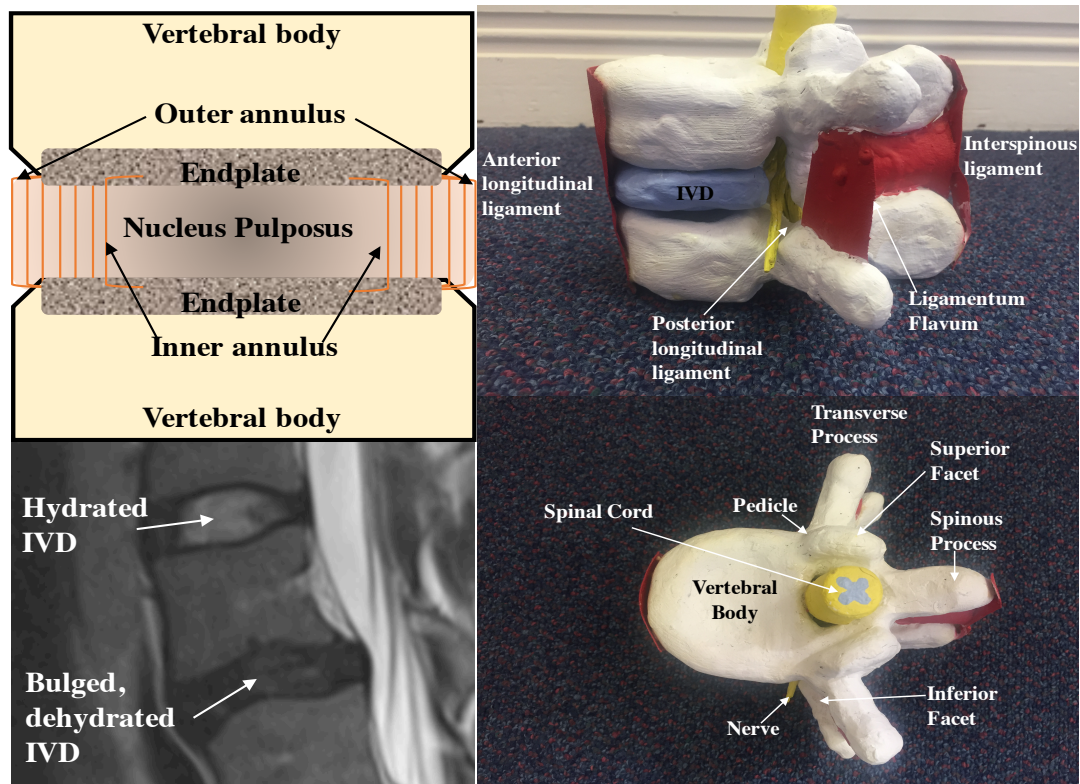 Vertebral body
Outer annulus
Endplate
Nucleus Pulposus
Endplate
Inner annulus
Vertebral body
Anterior
longitudinal
ligament
IVD
Interspinous
ligament
Posterior
longitudinal
ligament
Ligamentum
Flavum
Hydrated
IVD
Bulged,
dehydrated
IVD
Transverse
Process
Superior
Facet
Pedicle
Spinal Cord
Spinous
Process
Vertebral
Body
Inferior
Facet
Nerve